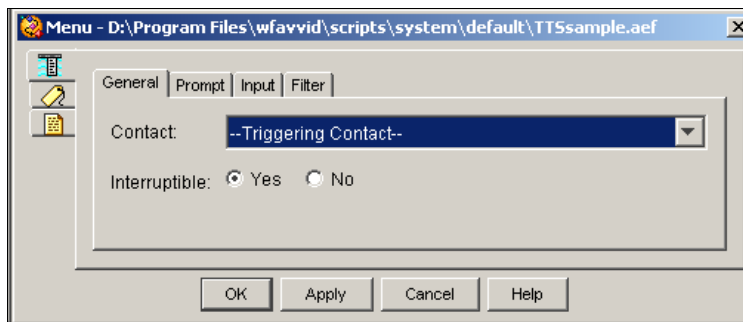 Menu - D:\Program Files\wfavvid\scripts\system\default\TTSsample.aef
General Prompt Input Filter
Contact: --Triggering Contact--
Interruptible: Yes No
OK Apply Cancel Help